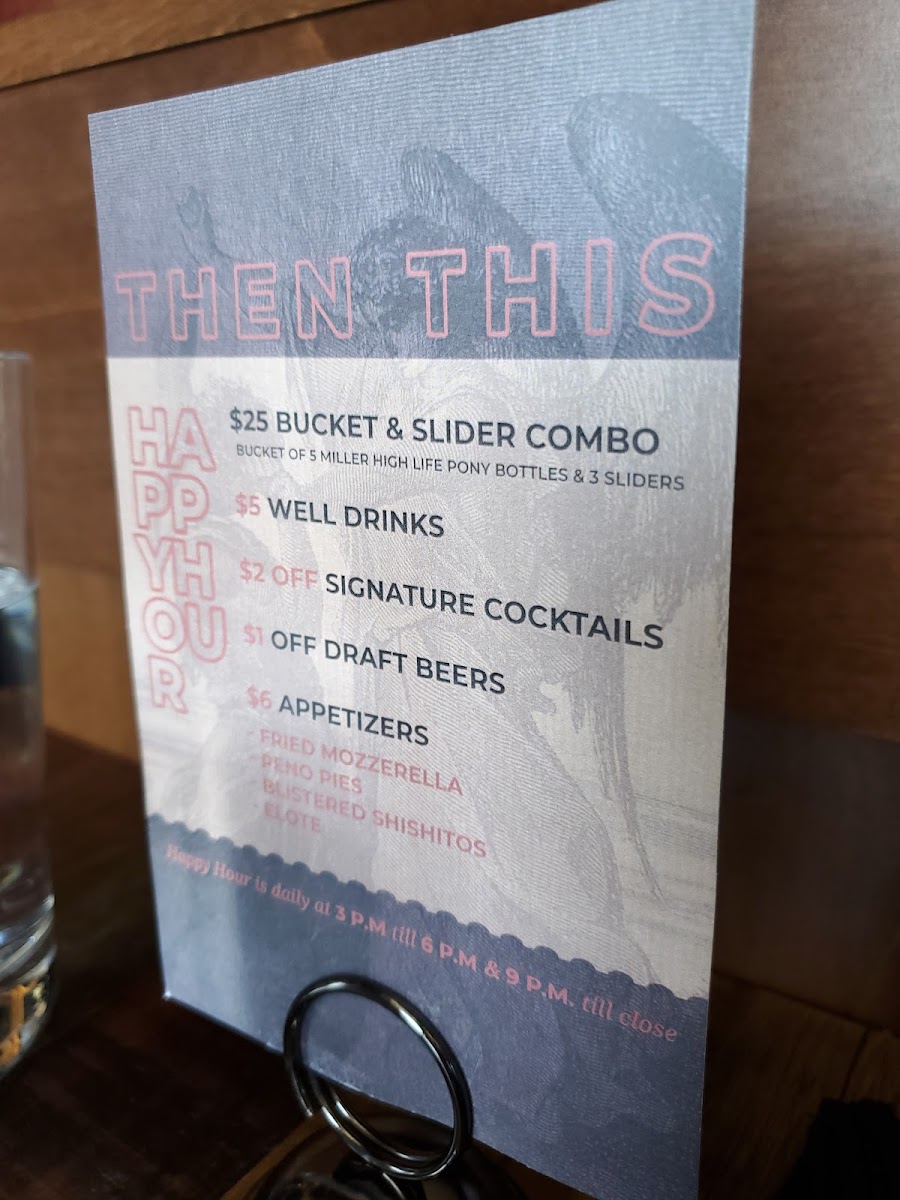 THEN THIS
HAPPY HOUR
$25 BUCKET & SLIDER COMBO
BUCKET OF 5 MILLER HIGH LIFE PONY BOTTLES & 3 SLIDERS
$5 WELL DRINKS
$2 OFF SIGNATURE COCKTAILS
$1 OFF DRAFT BEERS
$6 APPETIZERS
- FRIED MOZZERELLA
- PENO PIES
- BLISTERED SHISHITOS
- ELOTE
Happy Hour is daily at 3 P.M till 6 P.M & 9 P.M. till close